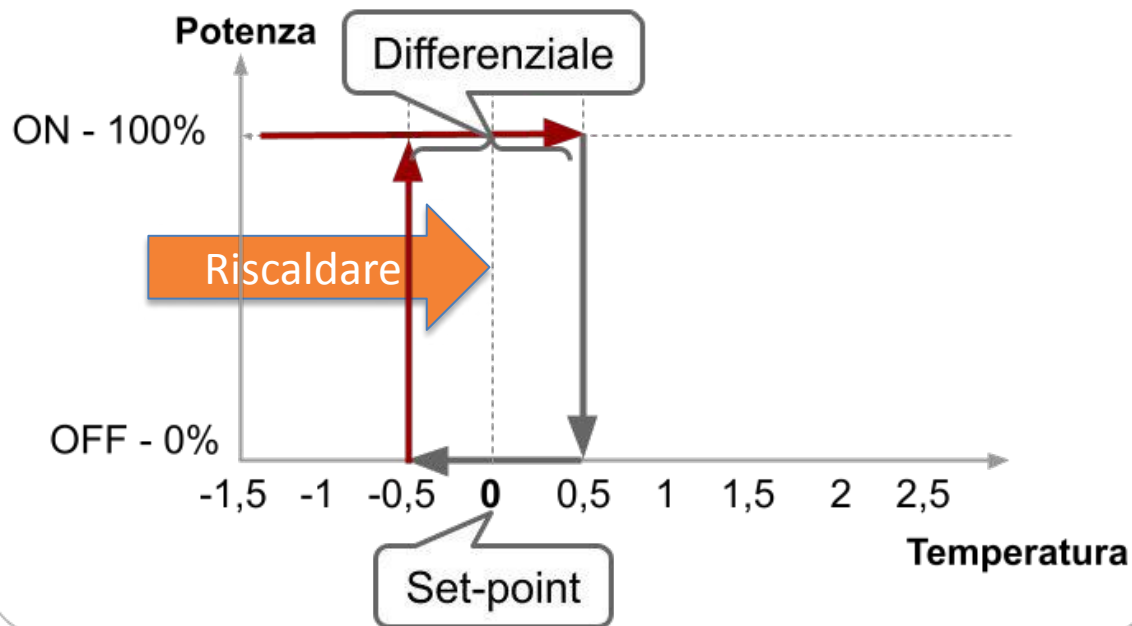 Potenza
Differenziale
ON - 100%
Riscaldare
OFF - 0%
-1,5 -1 -0,5 0 0,5 1 1,5 2 2,5
Temperatura
Set-point